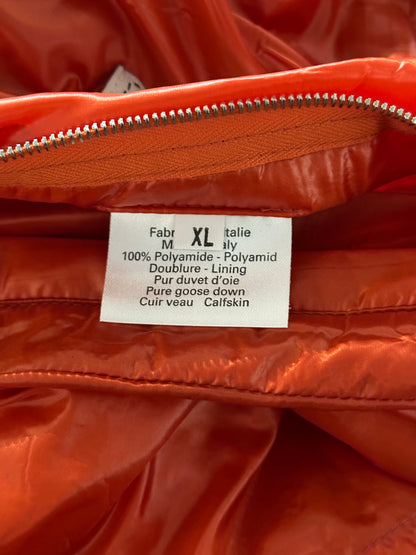 Fabr XL talie
M aly
100% Polyamide - Polyamid
Doublure - Lining
Pur duvet d'oie
Pure goose down
Cuir veau Calfskin